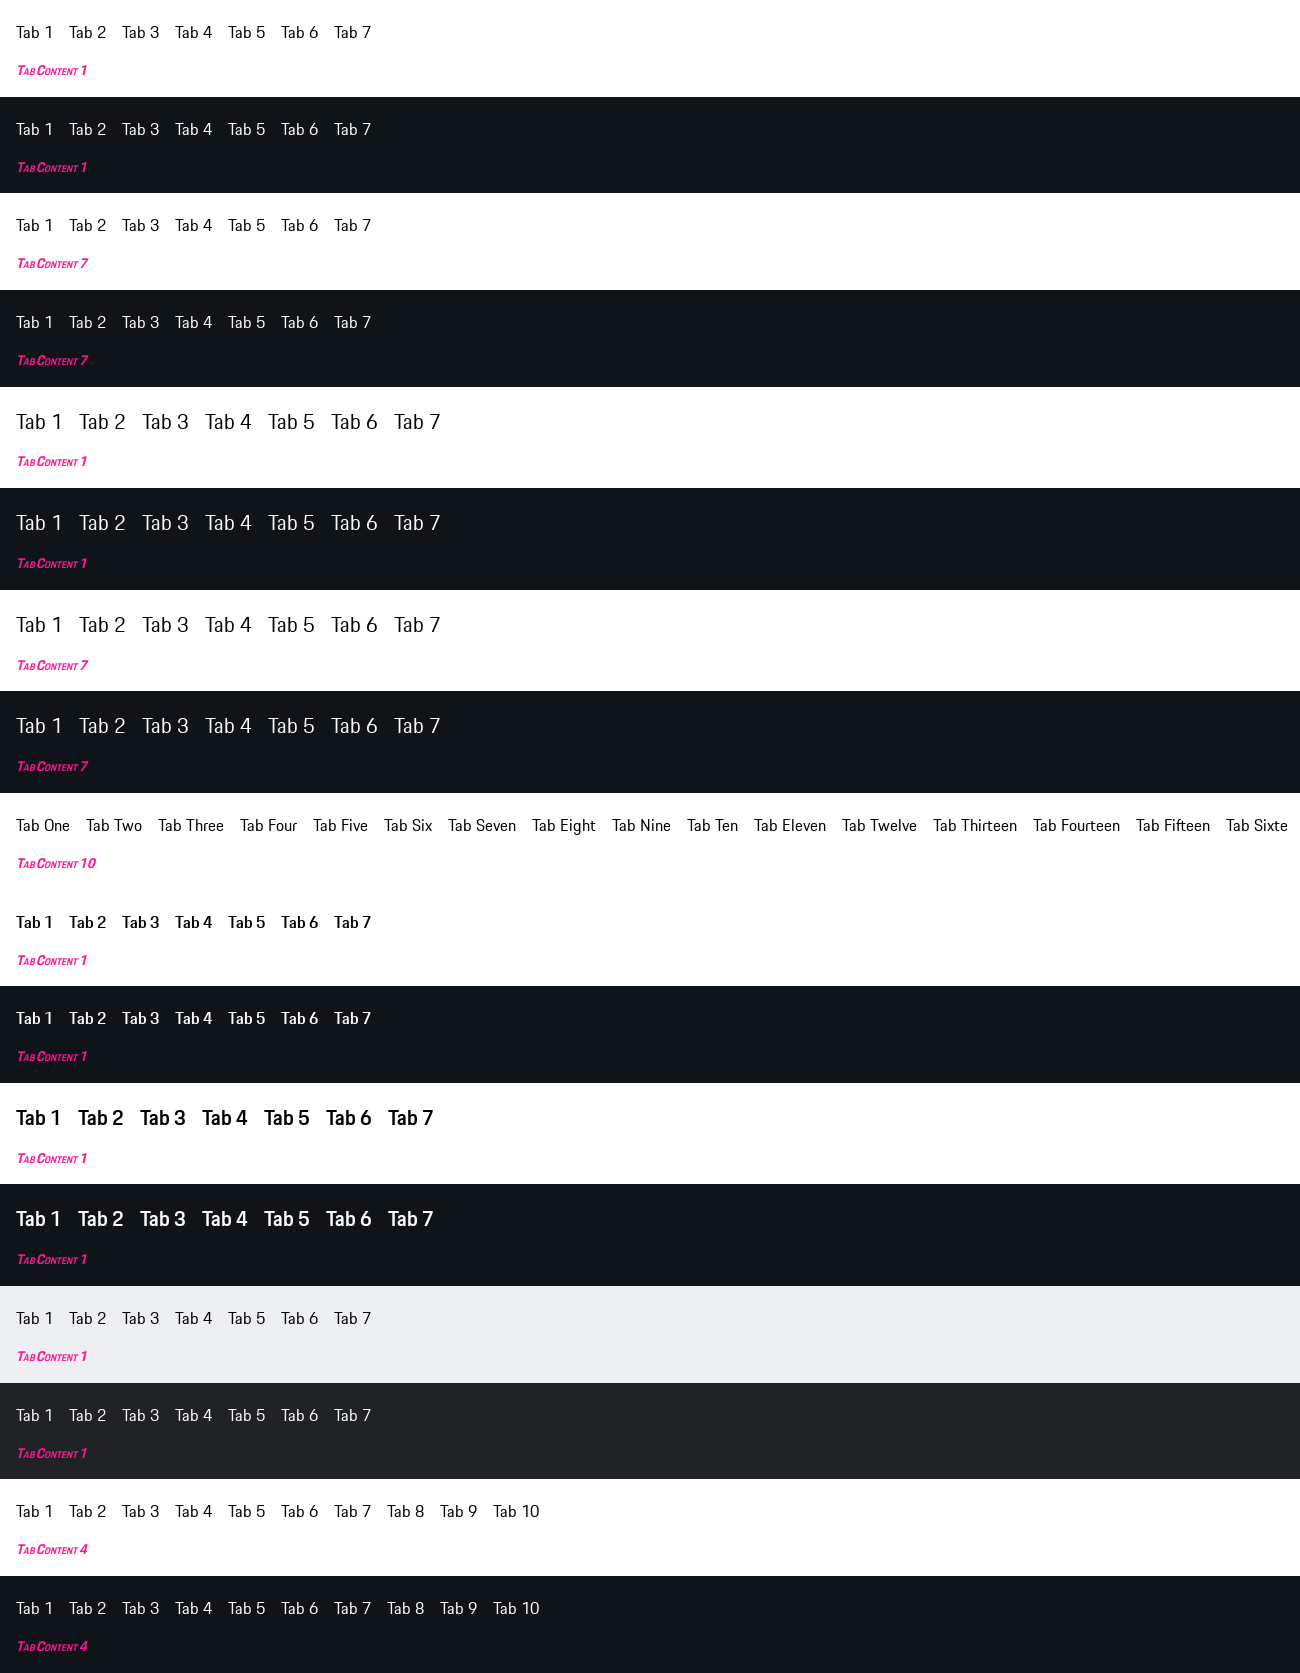 Tab 1 Tab 2 Tab 3 Tab 4 Tab 5 Tab 6 Tab 7
Tab Content 1
Tab 1 Tab 2 Tab 3 Tab 4 Tab 5 Tab 6 Tab 7
Tab Content 1
Tab 1 Tab 2 Tab 3 Tab 4 Tab 5 Tab 6 Tab 7
Tab Content 7
Tab 1 Tab 2 Tab 3 Tab 4 Tab 5 Tab 6 Tab 7
Tab Content 7
Tab 1 Tab 2 Tab 3 Tab 4 Tab 5 Tab 6 Tab 7
Tab Content 1
Tab 1 Tab 2 Tab 3 Tab 4 Tab 5 Tab 6 Tab 7
Tab Content 1
Tab 1 Tab 2 Tab 3 Tab 4 Tab 5 Tab 6 Tab 7
Tab Content 7
Tab 1 Tab 2 Tab 3 Tab 4 Tab 5 Tab 6 Tab 7
Tab Content 7
Tab One Tab Two Tab Three Tab Four Tab Five Tab Six Tab Seven Tab Eight Tab Nine Tab Ten Tab Eleven Tab Twelve Tab Thirteen Tab Fourteen Tab Fifteen Tab Sixte
Tab Content 10
Tab 1 Tab 2 Tab 3 Tab 4 Tab 5 Tab 6 Tab 7
Tab Content 1
Tab 1 Tab 2 Tab 3 Tab 4 Tab 5 Tab 6 Tab 7
Tab Content 1
Tab 1 Tab 2 Tab 3 Tab 4 Tab 5 Tab 6 Tab 7
Tab Content 1
Tab 1 Tab 2 Tab 3 Tab 4 Tab 5 Tab 6 Tab 7
Tab Content 1
Tab 1 Tab 2 Tab 3 Tab 4 Tab 5 Tab 6 Tab 7
Tab Content 1
Tab 1 Tab 2 Tab 3 Tab 4 Tab 5 Tab 6 Tab 7
Tab Content 1
Tab 1 Tab 2 Tab 3 Tab 4 Tab 5 Tab 6 Tab 7 Tab 8 Tab 9 Tab 10
Tab Content 4
Tab 1 Tab 2 Tab 3 Tab 4 Tab 5 Tab 6 Tab 7 Tab 8 Tab 9 Tab 10
Tab Content 4